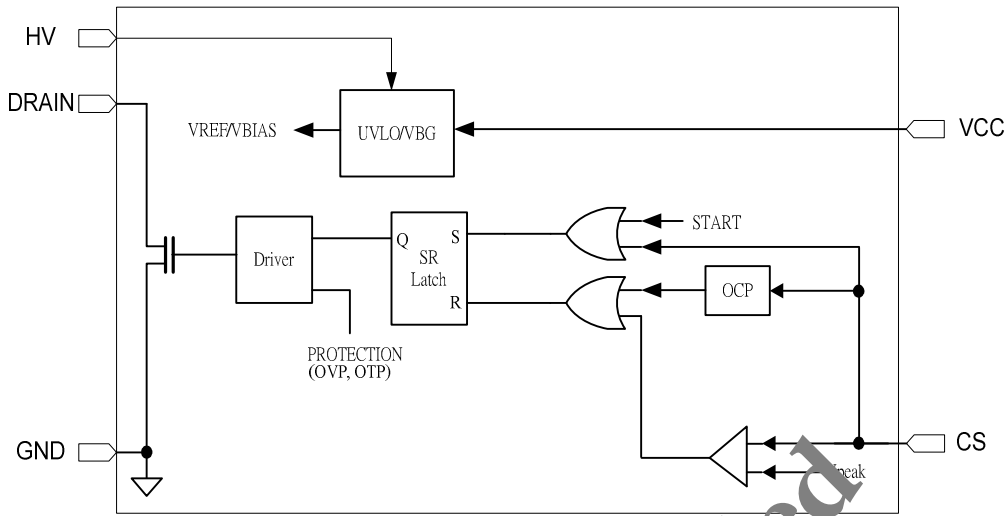 HV
DRAIN
VREF/VBIAS
UVLO/VBG
VCC
START
Q
S
SR
Latch
R
Driver
OCP
PROTECTION
(OVP, OTP)
GND
CS